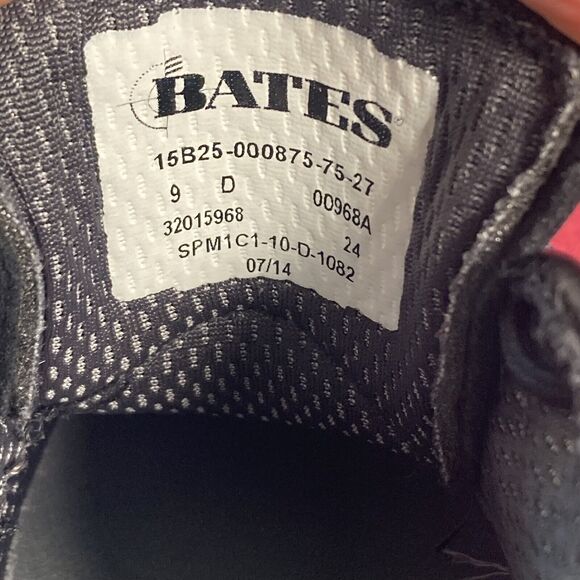 BATES
15B25-000875-75-27
9 D 00968A
32015968 24
SPM1C1-10-D-1082
07/14